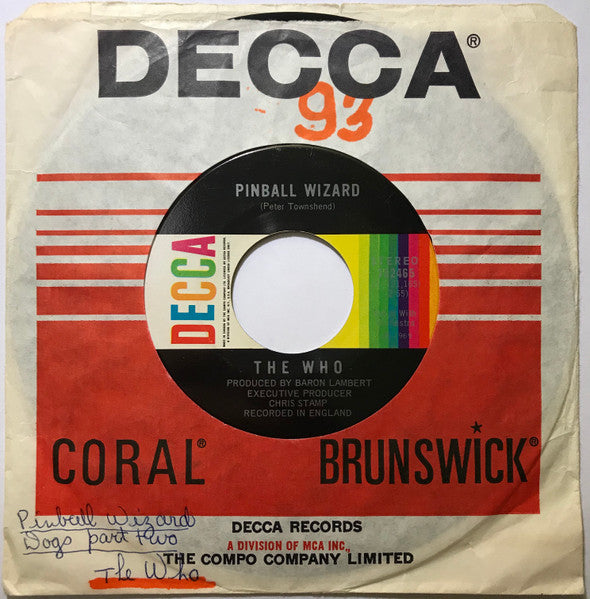 DECCA®
93
PINBALL WIZARD
(Peter Townshend)
DECCA
STEREO
732465
THE WHO
PRODUCED BY BARON LAMBERT
EXECUTIVE PRODUCER
CHRIS STAMP
RECORDED IN ENGLAND
CORAL® BRUNSWICK®
Pinball Wizard
Dogs part two
The Who
DECCA RECORDS
A DIVISION OF MCA INC.,
THE COMPO COMPANY LIMITED